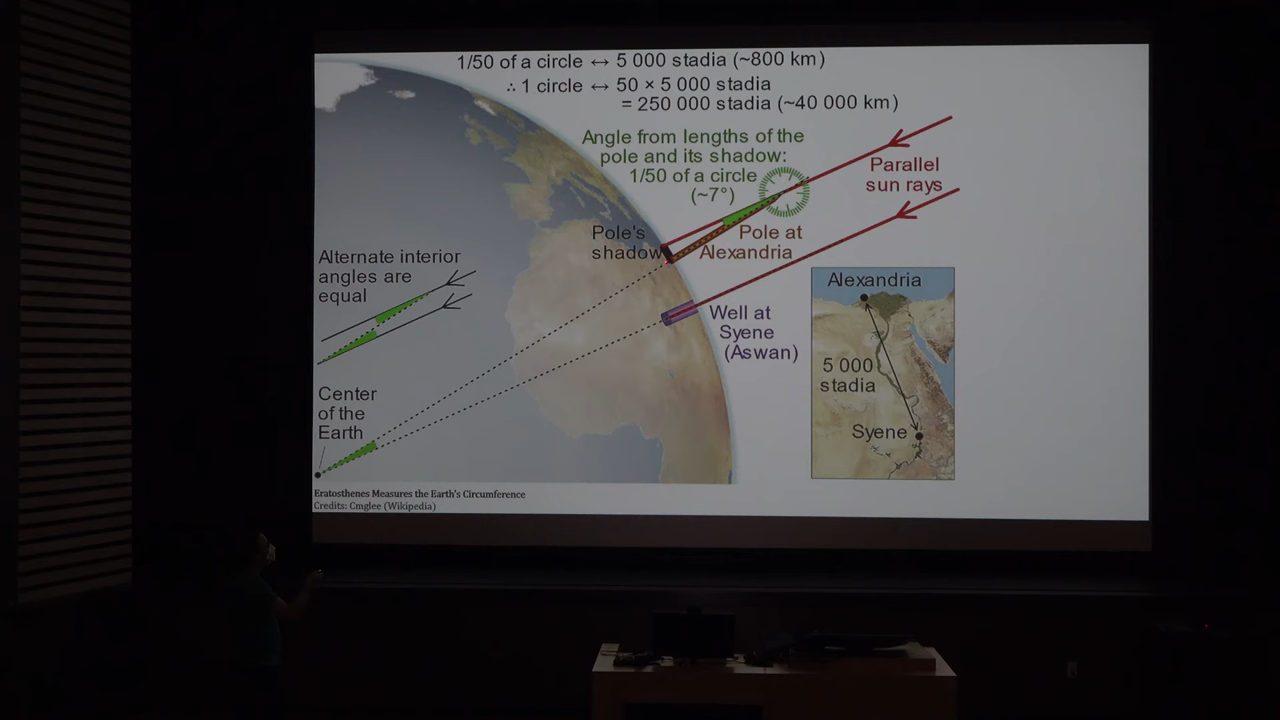 1/50 of a circle ↔ 5 000 stadia (~800 km)
∴ 1 circle ↔ 50 × 5 000 stadia
= 250 000 stadia (~40 000 km)
Angle from lengths of the
pole and its shadow:
1/50 of a circle
(~7°)
Parallel
sun rays
Pole's
shadow
Pole at
Alexandria
Alternate interior
angles are
equal
Well at
Syene
(Aswan)
Alexandria
5 000
stadia
Syene
Center
of the
Earth
Eratosthenes Measures the Earth's Circumference
Credits: Cmglee (Wikipedia)